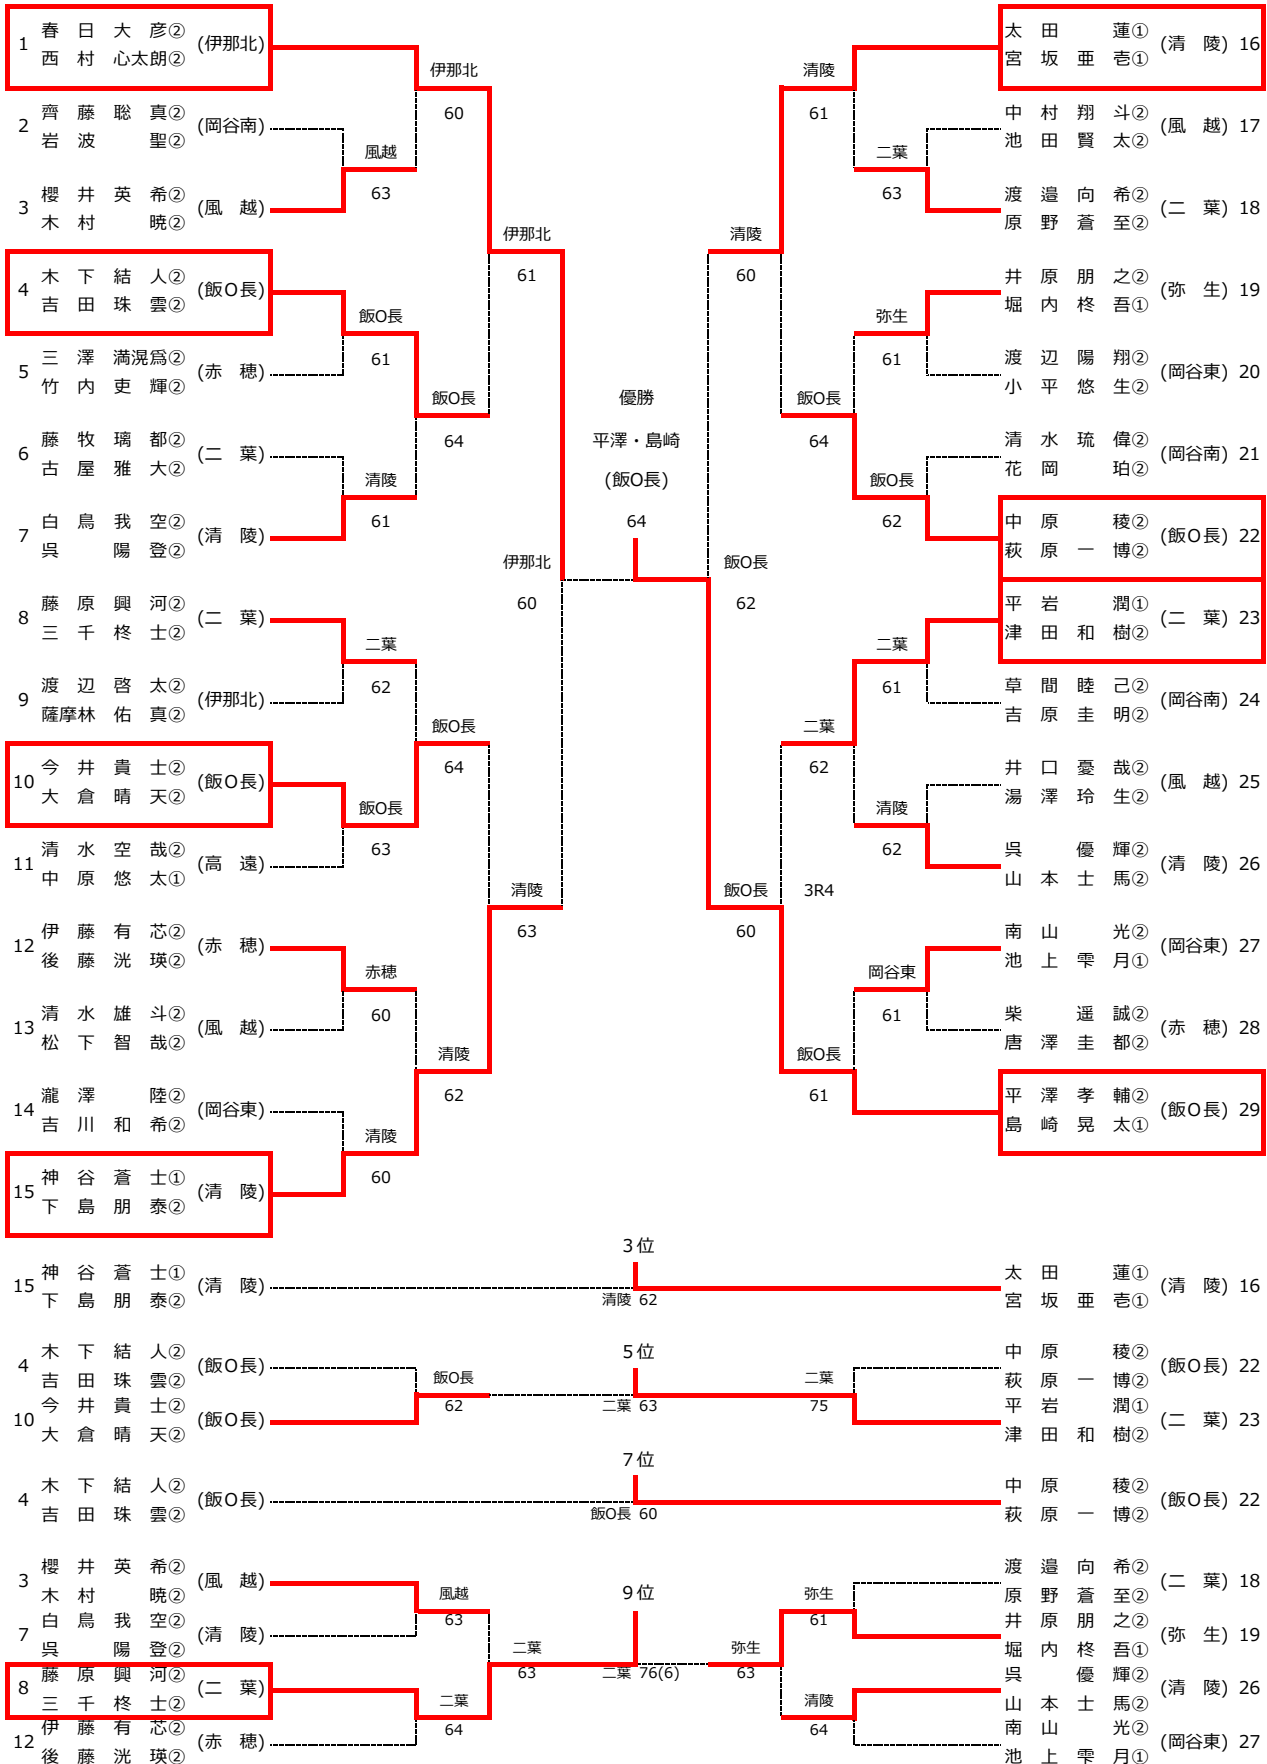 1 春日大彦② (伊那北)
西村心太朗②
2 齊藤聡真② (岡谷南)
岩波聖②
3 櫻井英希② (風越)
木村暁②
4 木下結人② (飯O長)
吉田珠雲②
5 三澤満滉爲② (赤穂)
竹内吏輝②
6 藤牧璃都② (二葉)
古屋雅大②
7 白鳥我空② (清陵)
呉陽登②
8 藤原興河② (二葉)
三千柊士②
9 渡辺啓太② (伊那北)
薩摩林佑真②
10 今井貴士② (飯O長)
大倉晴天②
11 清水空哉② (高遠)
中原悠太①
12 伊藤有芯② (赤穂)
後藤洸瑛②
13 清水雄斗② (風越)
松下智哉②
14 瀧澤陸② (岡谷東)
吉川和希②
15 神谷蒼士① (清陵)
下島朋泰②
風越
63
飯O長
61
清陵
61
二葉
62
飯O長
63
赤穂
60
清陵
60
伊那北
60
飯O長
64
飯O長
64
清陵
62
伊那北
61
清陵
63
伊那北
60
優勝
平澤・島崎
(飯O長)
64
飯O長
62
清陵
60
飯O長
60
清陵
61
飯O長
64
二葉
62
3R4
飯O長
61
二葉
63
弥生
61
飯O長
62
二葉
61
清陵
62
岡谷東
61
太田蓮① (清陵) 16
宮坂亜壱①
中村翔斗② (風越) 17
池田賢太②
渡邉向希② (二葉) 18
原野蒼至②
井原朋之② (弥生) 19
堀内柊吾①
渡辺陽翔② (岡谷東) 20
小平悠生②
清水琉偉② (岡谷南) 21
花岡珀②
中原稜② (飯O長) 22
萩原一博②
平岩潤① (二葉) 23
津田和樹②
草間睦己② (岡谷南) 24
吉原圭明②
井口憂哉② (風越) 25
湯澤玲生②
呉優輝② (清陵) 26
山本士馬②
南山光② (岡谷東) 27
池上雫月①
柴遥誠② (赤穂) 28
唐澤圭都②
平澤孝輔② (飯O長) 29
島崎晃太①
3位
15 神谷蒼士① (清陵)
下島朋泰②
清陵 62
太田蓮① (清陵) 16
宮坂亜壱①
5位
4 木下結人② (飯O長)
吉田珠雲②
10 今井貴士② (飯O長)
大倉晴天②
飯O長
62
二葉 63
二葉
75
中原稜② (飯O長) 22
萩原一博②
平岩潤① (二葉) 23
津田和樹②
7位
4 木下結人② (飯O長)
吉田珠雲②
飯O長 60
中原稜② (飯O長) 22
萩原一博②
9位
3 櫻井英希② (風越)
木村暁②
7 白鳥我空② (清陵)
呉陽登②
8 藤原興河② (二葉)
三千柊士②
12 伊藤有芯② (赤穂)
後藤洸瑛②
風越
63
二葉
64
二葉
63
二葉 76(6)
弥生
63
弥生
61
清陵
64
渡邉向希② (二葉) 18
原野蒼至②
井原朋之② (弥生) 19
堀内柊吾①
呉優輝② (清陵) 26
山本士馬②
南山光② (岡谷東) 27
池上雫月①